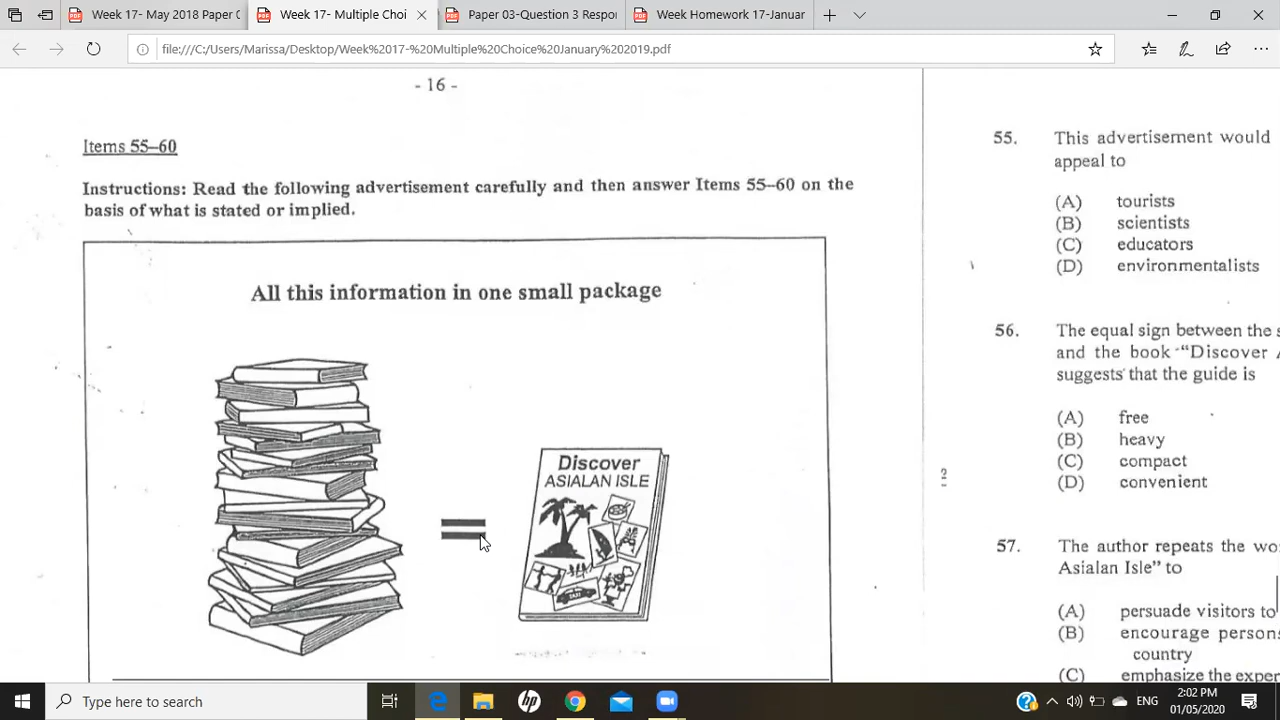 Week 17- May 2018 Paper (
Week 17- Multiple Choi
Paper 03-Question 3 Respor
Week Homework 17-Januar
file:///C:/Users/Marissa/Desktop/Week%2017-%20Multiple%20Choice%20January%202019.pdf
- 16 -
Items 55–60
Instructions: Read the following advertisement carefully and then answer Items 55–60 on the
basis of what is stated or implied.
All this information in one small package
Discover
ASIALAN ISLE
TAXI
=
55. This advertisement would
appeal to
(A) tourists
(B) scientists
(C) educators
(D) environmentalists
56. The equal sign between the s
and the book "Discover A
suggests that the guide is
(A) free
(B) heavy
(C) compact
(D) convenient
2
57. The author repeats the wo
Asialan Isle" to
(A) persuade visitors to
(B) encourage persons
country
(C) emphasize the exper
Type here to search
hp
ENG
2:02 PM
01/05/2020